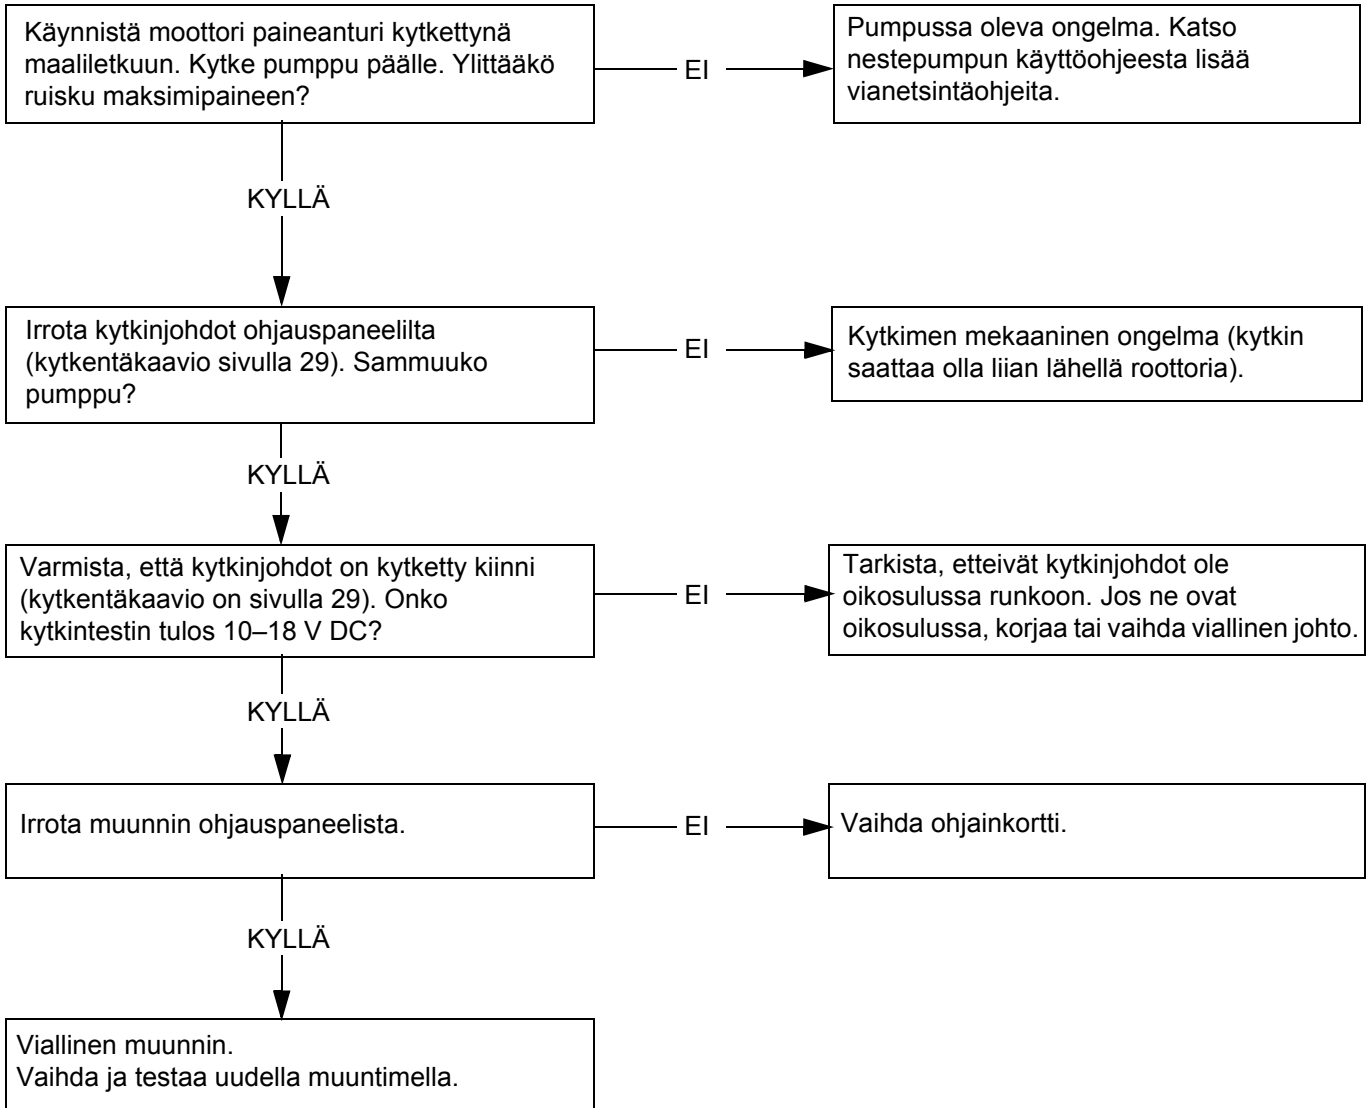 Käynnistä moottori paineanturi kytkettynä
maaliletkuun. Kytke pumppu päälle. Ylittääkö
ruisku maksimipaineen?
EI
Pumpussa oleva ongelma. Katso
nestepumpun käyttöohjeesta lisää
vianetsintäohjeita.
KYLLÄ
Irrota kytkinjohdot ohjauspaneelilta
(kytkentäkaavio sivulla 29). Sammuuko
pumppu?
EI
Kytkimen mekaaninen ongelma (kytkin
saattaa olla liian lähellä roottoria).
KYLLÄ
Varmista, että kytkinjohdot on kytketty kiinni
(kytkentäkaavio on sivulla 29). Onko
kytkintestin tulos 10–18 V DC?
EI
Tarkista, etteivät kytkinjohdot ole
oikosulussa runkoon. Jos ne ovat
oikosulussa, korjaa tai vaihda viallinen johto.
KYLLÄ
Irrota muunnin ohjauspaneelista.
EI
Vaihda ohjainkortti.
KYLLÄ
Viallinen muunnin.
Vaihda ja testaa uudella muuntimella.